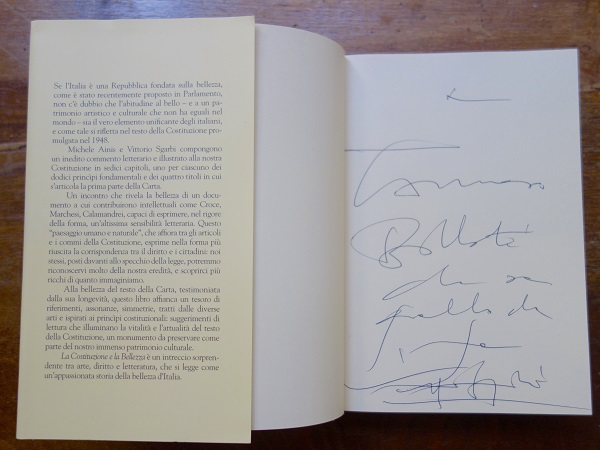 Se l'Italia è una Repubblica fondata sulla bellezza,
come è stato recentemente proposto in Parlamento,
non c'è dubbio che l'abitudine al bello – e a un pa-
trimonio artistico e culturale che non ha eguali nel
mondo – sia il vero elemento unificante degli italiani,
e come tale si rifletta nel testo della Costituzione pro-
mulgata nel 1948.
Michele Ainis e Vittorio Sgarbi compongono
un inedito commento letterario e illustrato alla nostra
Costituzione in sedici capitoli, uno per ciascuno dei
dodici principi fondamentali e dei quattro titoli in cui
s'articola la prima parte della Carta.
Un incontro che rivela la bellezza di un docu-
mento a cui contribuirono intellettuali come Croce,
Marchesi, Calamandrei, capaci di esprimere, nel rigore
della forma, un'altissima sensibilità letteraria. Questo
"paesaggio umano e naturale", che affiora tra gli articoli
e i commi della Costituzione, esprime nella forma più
riuscita la corrispondenza tra il diritto e i cittadini: noi
stessi, posti davanti allo specchio della legge, potremmo
riconoscervi molto della nostra eredità, e scoprirci più
ricchi di quanto immaginiamo.
Alla bellezza del testo della Carta, testimoniata
dalla sua longevità, questo libro affianca un tesoro di
riferimenti, assonanze, simmetrie, tratti dalle diverse
arti e ispirati ai principi costituzionali: suggerimenti di
lettura che illuminano la vitalità e l'attualità del testo
della Costituzione, un monumento da preservare come
parte del nostro immenso patrimonio culturale.
La Costituzione e la Bellezza è un intreccio sorpren-
dente tra arte, diritto e letteratura, che si legge come
un'appassionata storia della bellezza d'Italia.
Tommaso